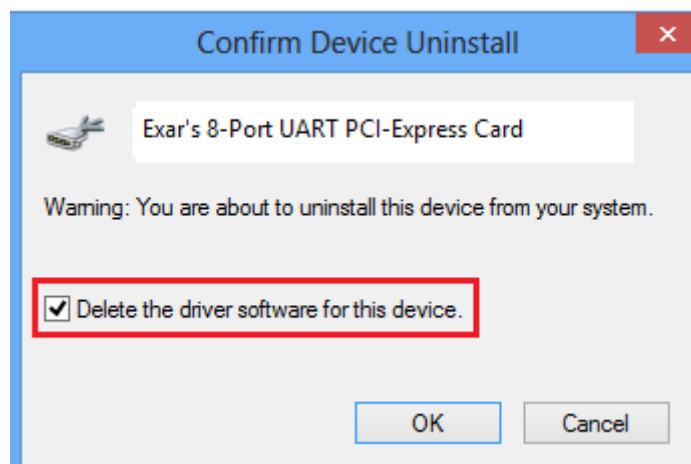 Confirm Device Uninstall
Exar's 8-Port UART PCI-Express Card
Warning: You are about to uninstall this device from your system.
Delete the driver software for this device.
OK Cancel